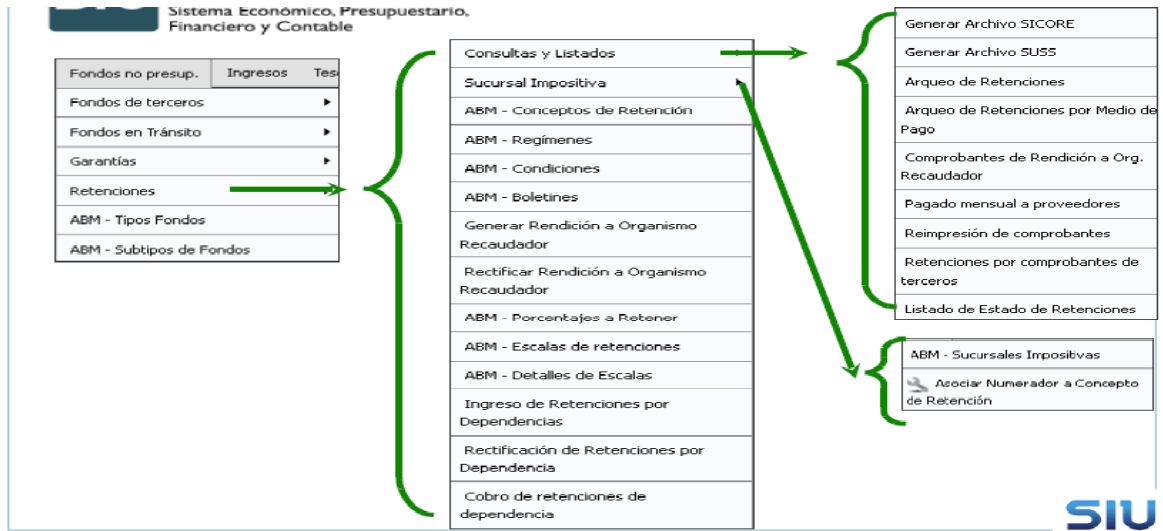 Sistema Económico, Presupuestario,
Financiero y Contable
Fondos no presup.
Ingresos
Tes
Fondos de terceros
Fondos en Tránsito
Garantías
Retenciones
ABM - Tipos Fondos
ABM - Subtipos de Fondos
Consultas y Listados
Sucursal Impositiva
ABM - Conceptos de Retención
ABM - Regímenes
ABM - Condiciones
ABM - Boletines
Generar Rendición a Organismo
Recaudador
Rectificar Rendición a Organismo
Recaudador
ABM - Porcentajes a Retener
ABM - Escalas de retenciones
ABM - Detalles de Escalas
Ingreso de Retenciones por
Dependencias
Rectificación de Retenciones por
Dependencia
Cobro de retenciones de
dependencia
Generar Archivo SICORE
Generar Archivo SUSS
Arqueo de Retenciones
Arqueo de Retenciones por Medio de
Pago
Comprobantes de Rendición a Org.
Recaudador
Pagado mensual a proveedores
Reimpresión de comprobantes
Retenciones por comprobantes de
terceros
Listado de Estado de Retenciones
ABM - Sucursales Impositivas
Asociar Numerador a Concepto
de Retención
SIU